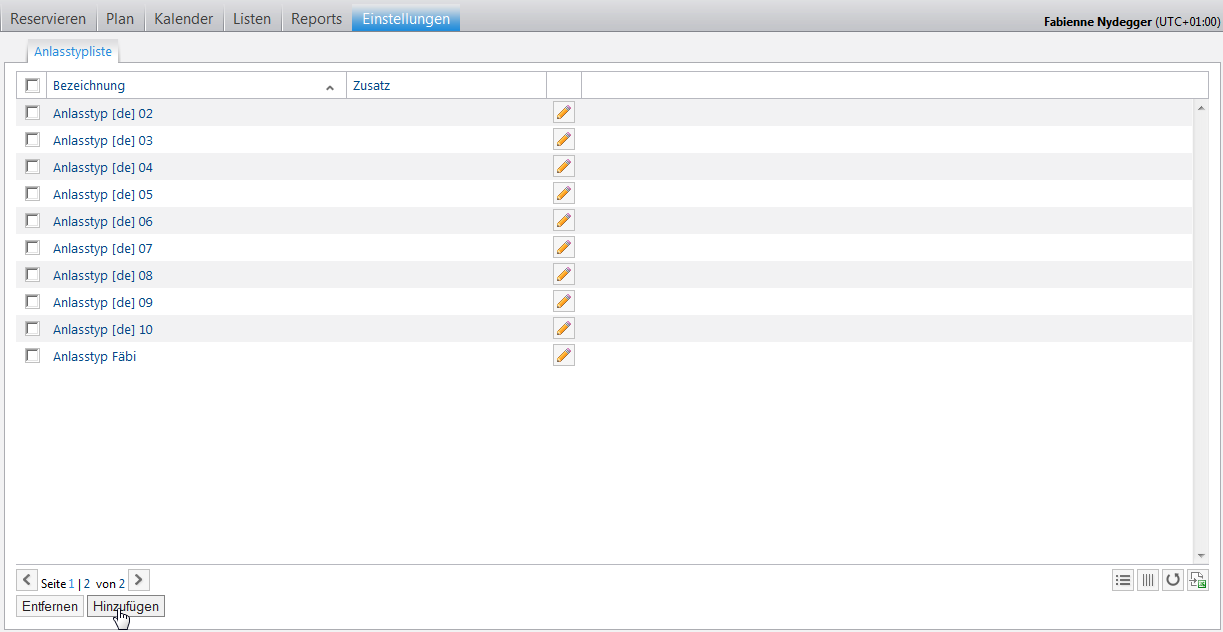 Reservieren Plan Kalender Listen Reports Einstellungen
Fabienne Nydegger (UTC+01:00)
Anlasstypliste
Bezeichnung Zusatz
Anlasstyp [de] 02
Anlasstyp [de] 03
Anlasstyp [de] 04
Anlasstyp [de] 05
Anlasstyp [de] 06
Anlasstyp [de] 07
Anlasstyp [de] 08
Anlasstyp [de] 09
Anlasstyp [de] 10
Anlasstyp Fäbi
Seite 1 | 2 von 2
Entfernen Hinzufügen